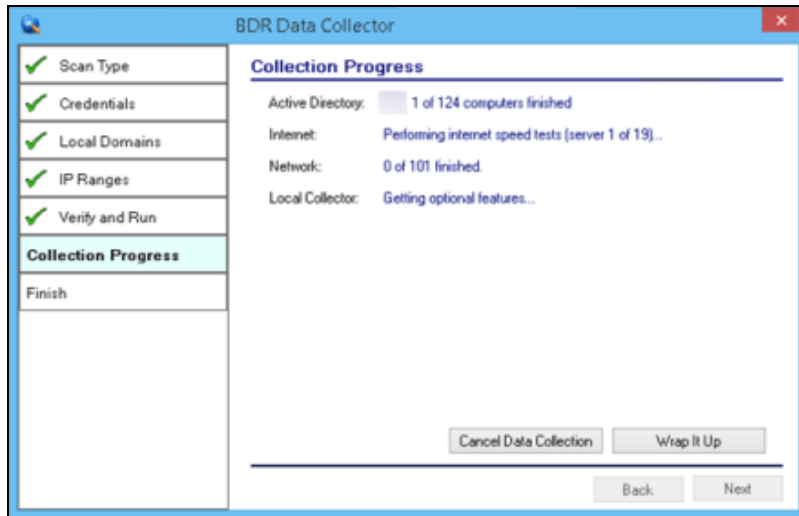 BDR Data Collector
Scan Type
Credentials
Local Domains
IP Ranges
Verify and Run
Collection Progress
Finish
Collection Progress
Active Directory: 1 of 124 computers finished
Internet: Performing internet speed tests (server 1 of 19)...
Network: 0 of 101 finished.
Local Collector: Getting optional features...
Cancel Data Collection Wrap It Up
Back Next